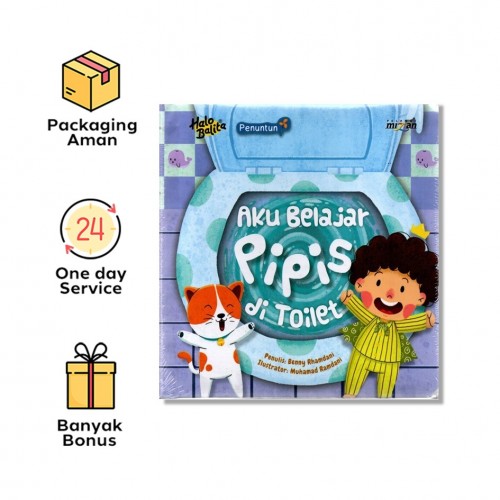 Packaging
Aman
24
One day
Service
Banyak
Bonus
Halo
Balita
Penuntun
Aku Belajar
Pipis
di Toilet
Penulis: Benny Rhamdani
Ilustrator: Muhamad Ramdani